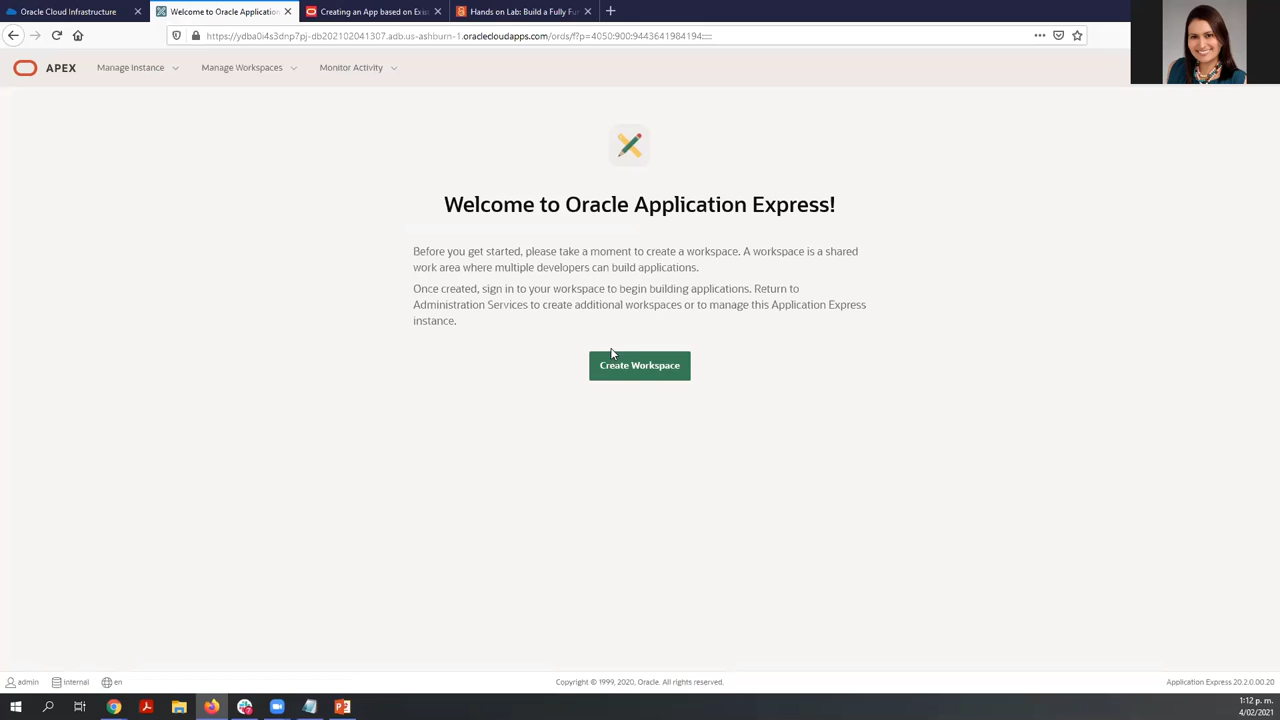 Oracle Cloud Infrastructure
Welcome to Oracle Application
Creating an App based on Exis
Hands on Lab: Build a Fully Fun
https://ydba0i4s3dnp7pj-db202102041307.adb.us-ashburn-1.oraclecloudapps.com/ords/f?p=4050:900:9443641984194:::::
APEX
Manage Instance
Manage Workspaces
Monitor Activity
Welcome to Oracle Application Express!
Before you get started, please take a moment to create a workspace. A workspace is a shared
work area where multiple developers can build applications.
Once created, sign in to your workspace to begin building applications. Return to
Administration Services to create additional workspaces or to manage this Application Express
instance.
Create Workspace
admin
internal
en
Copyright © 1999, 2020, Oracle. All rights reserved.
Application Express 20.2.0.00.20
1:12 p. m.
4/02/2021